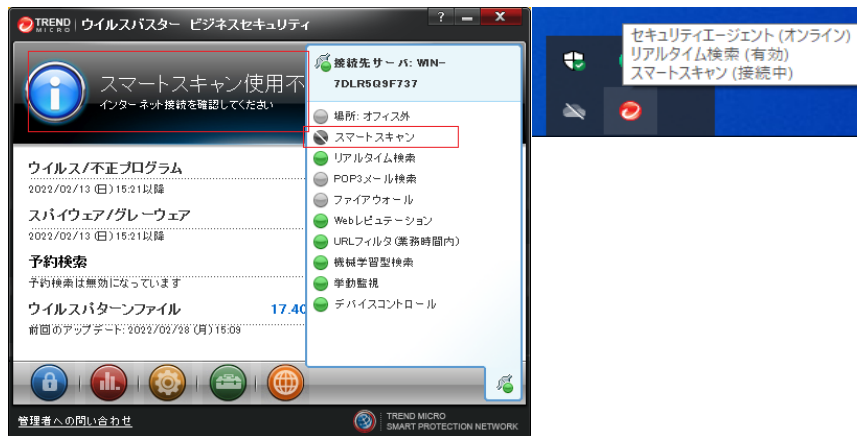 TREND MICRO ウイルスバスター ビジネスセキュリティ
スマートスキャン使用不
インターネット接続を確認してください
ウイルス/不正プログラム
2022/02/13 (日) 15:21以降
スパイウェア/グレーウェア
2022/02/13 (日) 15:21以降
予約検索
予約検索は無効になっています
ウイルスパターンファイル 17.40
前回のアップデート: 2022/02/28 (月) 15:09
管理者への問い合わせ
TREND MICRO
SMART PROTECTION NETWORK
接続先サーバ: WIN-
7DLR5Q9F737
場所: オフィス外
スマートスキャン
リアルタイム検索
POP3メール検索
ファイアウォール
Webレピュテーション
URLフィルタ(業務時間内)
機械学習型検索
挙動監視
デバイスコントロール
セキュリティエージェント (オンライン)
リアルタイム検索 (有効)
スマートスキャン (接続中)